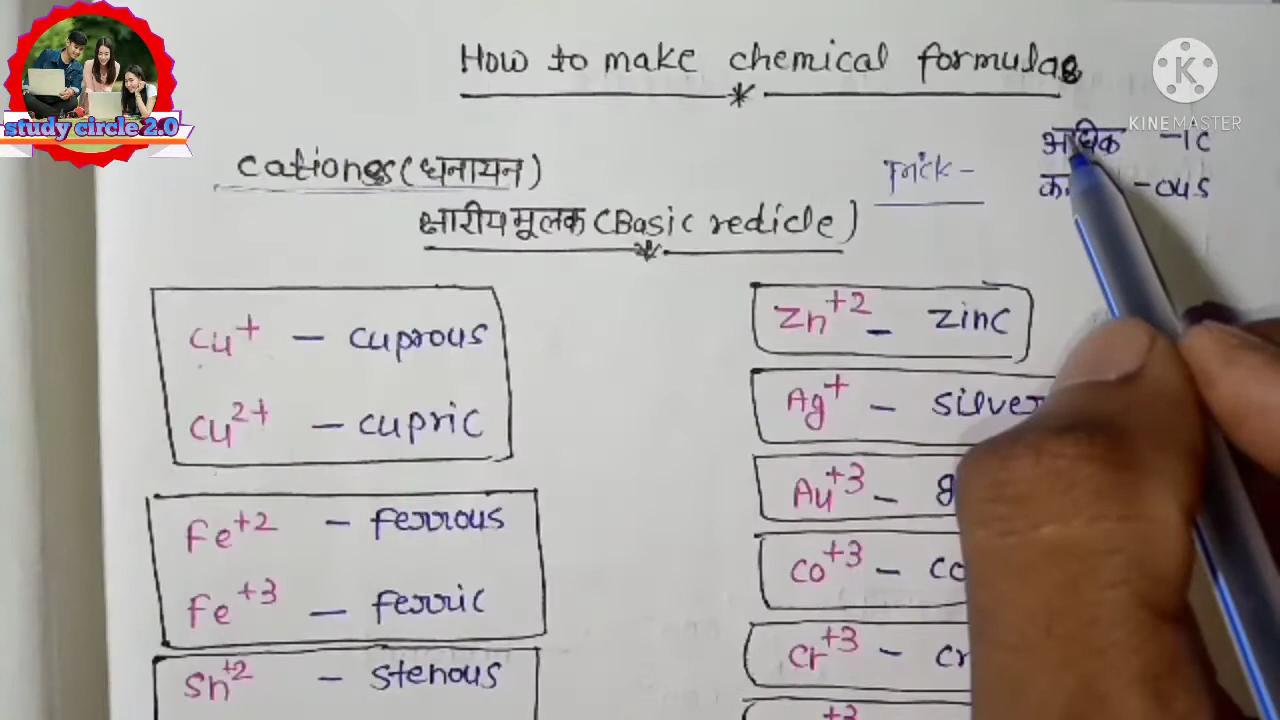 How to make chemical formulas
study circle 2.0
KINEMASTER
अधिक -ic
-ous
Trick -
cationes (धनायन)
क्षारीय मूलक (Basic redicle)
Cu+ - cuprous
Cu2+ - cupric
Fe+2 - ferrous
Fe+3 - ferric
Sn+2 - stenous
Zn+2 - zinc
Ag+ - silver
Au+3 -
Co+3 -
Cr+3 -